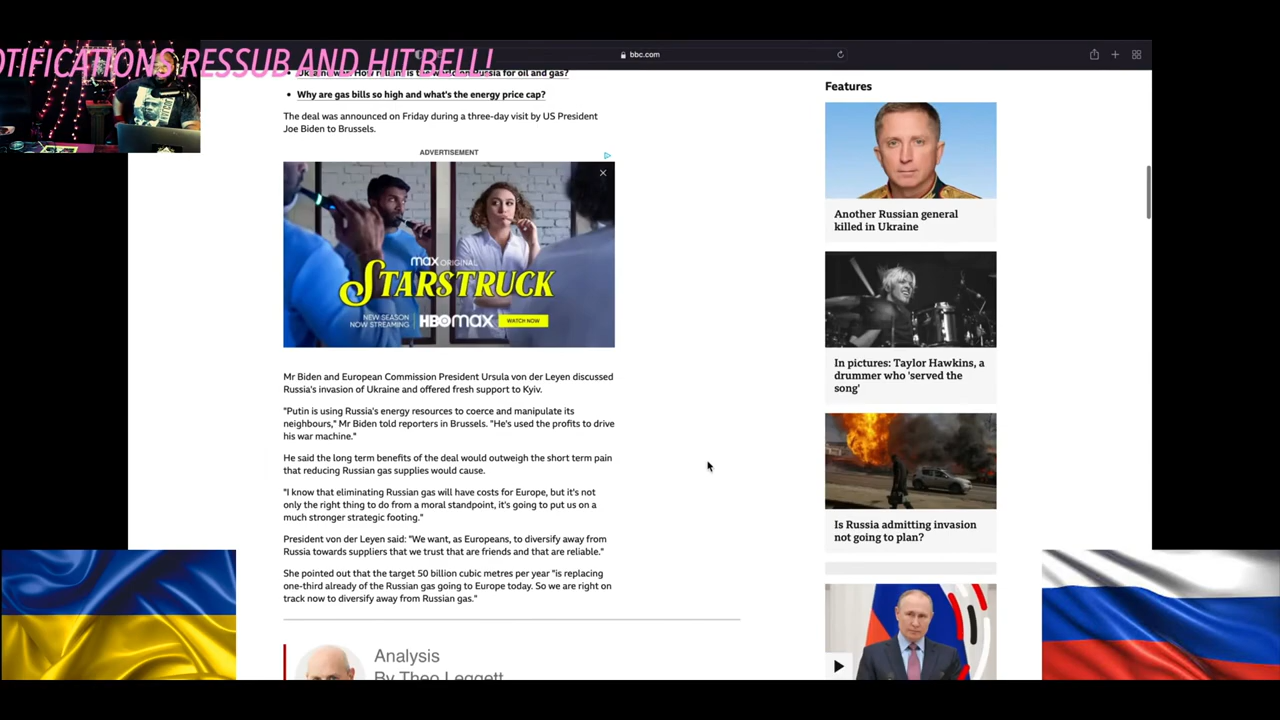 OTIFICATIONS RESSUB AND HIT BELL!
bbc.com
Ukraine war: How reliant is the world on Russia for oil and gas?
Why are gas bills so high and what's the energy price cap?
The deal was announced on Friday during a three-day visit by US President
Joe Biden to Brussels.
ADVERTISEMENT
max ORIGINAL
STARSTRUCK
NEW SEASON
NOW STREAMING
HBOmax
WATCH NOW
Mr Biden and European Commission President Ursula von der Leyen discussed
Russia's invasion of Ukraine and offered fresh support to Kyiv.
"Putin is using Russia's energy resources to coerce and manipulate its
neighbours," Mr Biden told reporters in Brussels. "He's used the profits to drive
his war machine."
He said the long term benefits of the deal would outweigh the short term pain
that reducing Russian gas supplies would cause.
"I know that eliminating Russian gas will have costs for Europe, but it's not
only the right thing to do from a moral standpoint, it's going to put us on a
much stronger strategic footing."
President von der Leyen said: "We want, as Europeans, to diversify away from
Russia towards suppliers that we trust that are friends and that are reliable."
She pointed out that the target 50 billion cubic metres per year "is replacing
one-third already of the Russian gas going to Europe today. So we are right on
track now to diversify away from Russian gas."
Analysis
By Theo Leggett
Features
Another Russian general
killed in Ukraine
In pictures: Taylor Hawkins, a
drummer who 'served the
song'
Is Russia admitting invasion
not going to plan?